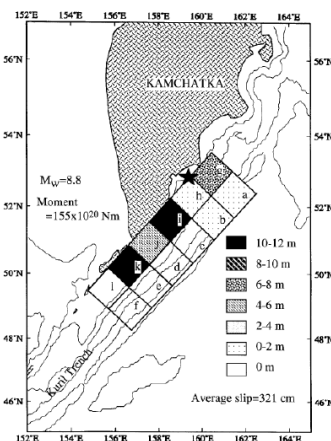 152°E 154°E 156°E 158°E 160°E 162°E 164°E
56°N 56°N
KAMCHATKA
54°N 54°N
Mw=8.8
Moment
=155x10²⁰ Nm
h a
52°N 52°N
i b
c
10-12 m
k d
8-10 m
50°N 50°N
l e
6-8 m
f
4-6 m
2-4 m
48°N 48°N
0-2 m
0 m
Kuril Trench
Average slip=321 cm
46°N 46°N
152°E 154°E 156°E 158°E 160°E 162°E 164°E